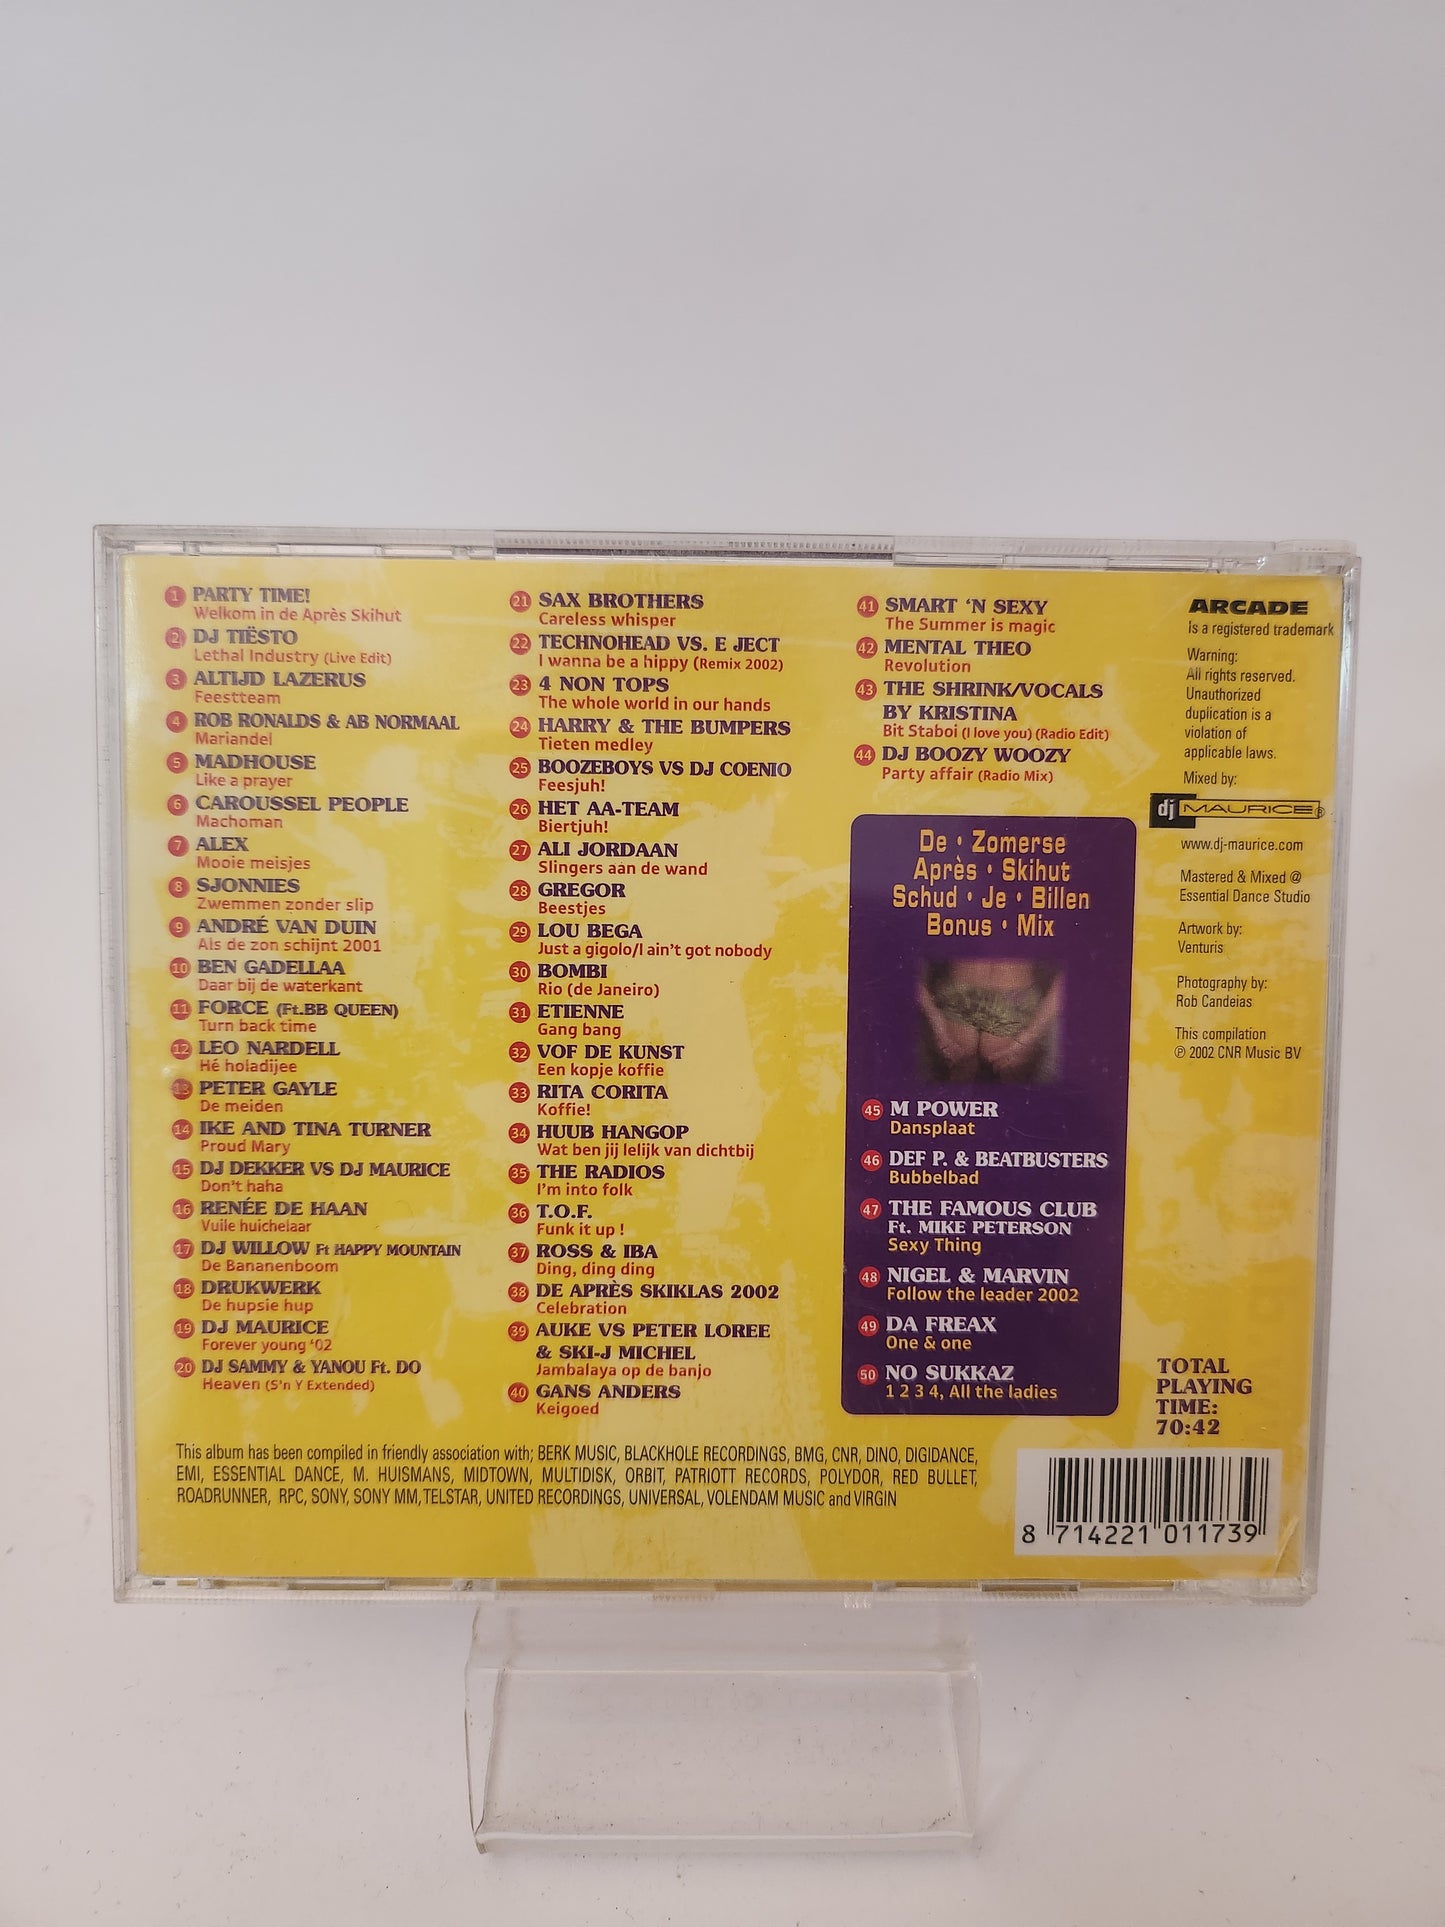 1 PARTY TIME!
Welkom in de Après Skihut
2 DJ TIËSTO
Lethal Industry (Live Edit)
3 ALTIJD LAZERUS
Feestteam
4 ROB RONALDS & AB NORMAAL
Mariandel
5 MADHOUSE
Like a prayer
6 CAROUSSEL PEOPLE
Machoman
7 ALEX
Mooie meisjes
8 SJONNIES
Zwemmen zonder slip
9 ANDRÉ VAN DUIN
Als de zon schijnt 2001
10 BEN GADELLAA
Daar bij de waterkant
11 FORCE (Ft.BB QUEEN)
Turn back time
12 LEO NARDELL
Hé holadijee
13 PETER GAYLE
De meiden
14 IKE AND TINA TURNER
Proud Mary
15 DJ DEKKER VS DJ MAURICE
Don't haha
16 RENÉE DE HAAN
Vuile huichelaar
17 DJ WILLOW Ft HAPPY MOUNTAIN
De Bananenboom
18 DRUKWERK
De hupsie hup
19 DJ MAURICE
Forever young '02
20 DJ SAMMY & YANOU Ft. DO
Heaven (S'n Y Extended)
21 SAX BROTHERS
Careless whisper
22 TECHNOHEAD VS. E JECT
I wanna be a hippy (Remix 2002)
23 4 NON TOPS
The whole world in our hands
24 HARRY & THE BUMPERS
Tieten medley
25 BOOZEBOYS VS DJ COENIO
Feesjuh!
26 HET AA-TEAM
Biertjuh!
27 ALI JORDAAN
Slingers aan de wand
28 GREGOR
Beestjes
29 LOU BEGA
Just a gigolo/I ain't got nobody
30 BOMBI
Rio (de Janeiro)
31 ETIENNE
Gang bang
32 VOF DE KUNST
Een kopje koffie
33 RITA CORITA
Koffie!
34 HUUB HANGOP
Wat ben jij lelijk van dichtbij
35 THE RADIOS
I'm into folk
36 T.O.F.
Funk it up !
37 ROSS & IBA
Ding, ding ding
38 DE APRÈS SKIKLAS 2002
Celebration
39 AUKE VS PETER LOREE
& SKI-J MICHEL
Jambalaya op de banjo
40 GANS ANDERS
Keigoed
41 SMART 'N SEXY
The Summer is magic
42 MENTAL THEO
Revolution
43 THE SHRINK/VOCALS
BY KRISTINA
Bit Staboi (I love you) (Radio Edit)
44 DJ BOOZY WOOZY
Party affair (Radio Mix)
De • Zomerse
Après • Skihut
Schud • Je • Billen
Bonus • Mix
45 M POWER
Dansplaat
46 DEF P. & BEATBUSTERS
Bubbelbad
47 THE FAMOUS CLUB
Ft. MIKE PETERSON
Sexy Thing
48 NIGEL & MARVIN
Follow the leader 2002
49 DA FREAX
One & one
50 NO SUKKAZ
1 2 3 4, All the ladies
ARCADE
Is a registered trademark
Warning:
All rights reserved.
Unauthorized
duplication is a
violation of
applicable laws.
Mixed by:
dj MAURICE ®
www.dj-maurice.com
Mastered & Mixed @
Essential Dance Studio
Artwork by:
Venturis
Photography by:
Rob Candeias
This compilation
℗ 2002 CNR Music BV
TOTAL
PLAYING
TIME:
70:42
This album has been compiled in friendly association with; BERK MUSIC, BLACKHOLE RECORDINGS, BMG, CNR, DINO, DIGIDANCE,
EMI, ESSENTIAL DANCE, M. HUISMANS, MIDTOWN, MULTIDISK, ORBIT, PATRIOTT RECORDS, POLYDOR, RED BULLET,
ROADRUNNER, RPC, SONY, SONY MM, TELSTAR, UNITED RECORDINGS, UNIVERSAL, VOLENDAM MUSIC and VIRGIN
8 714221 011739